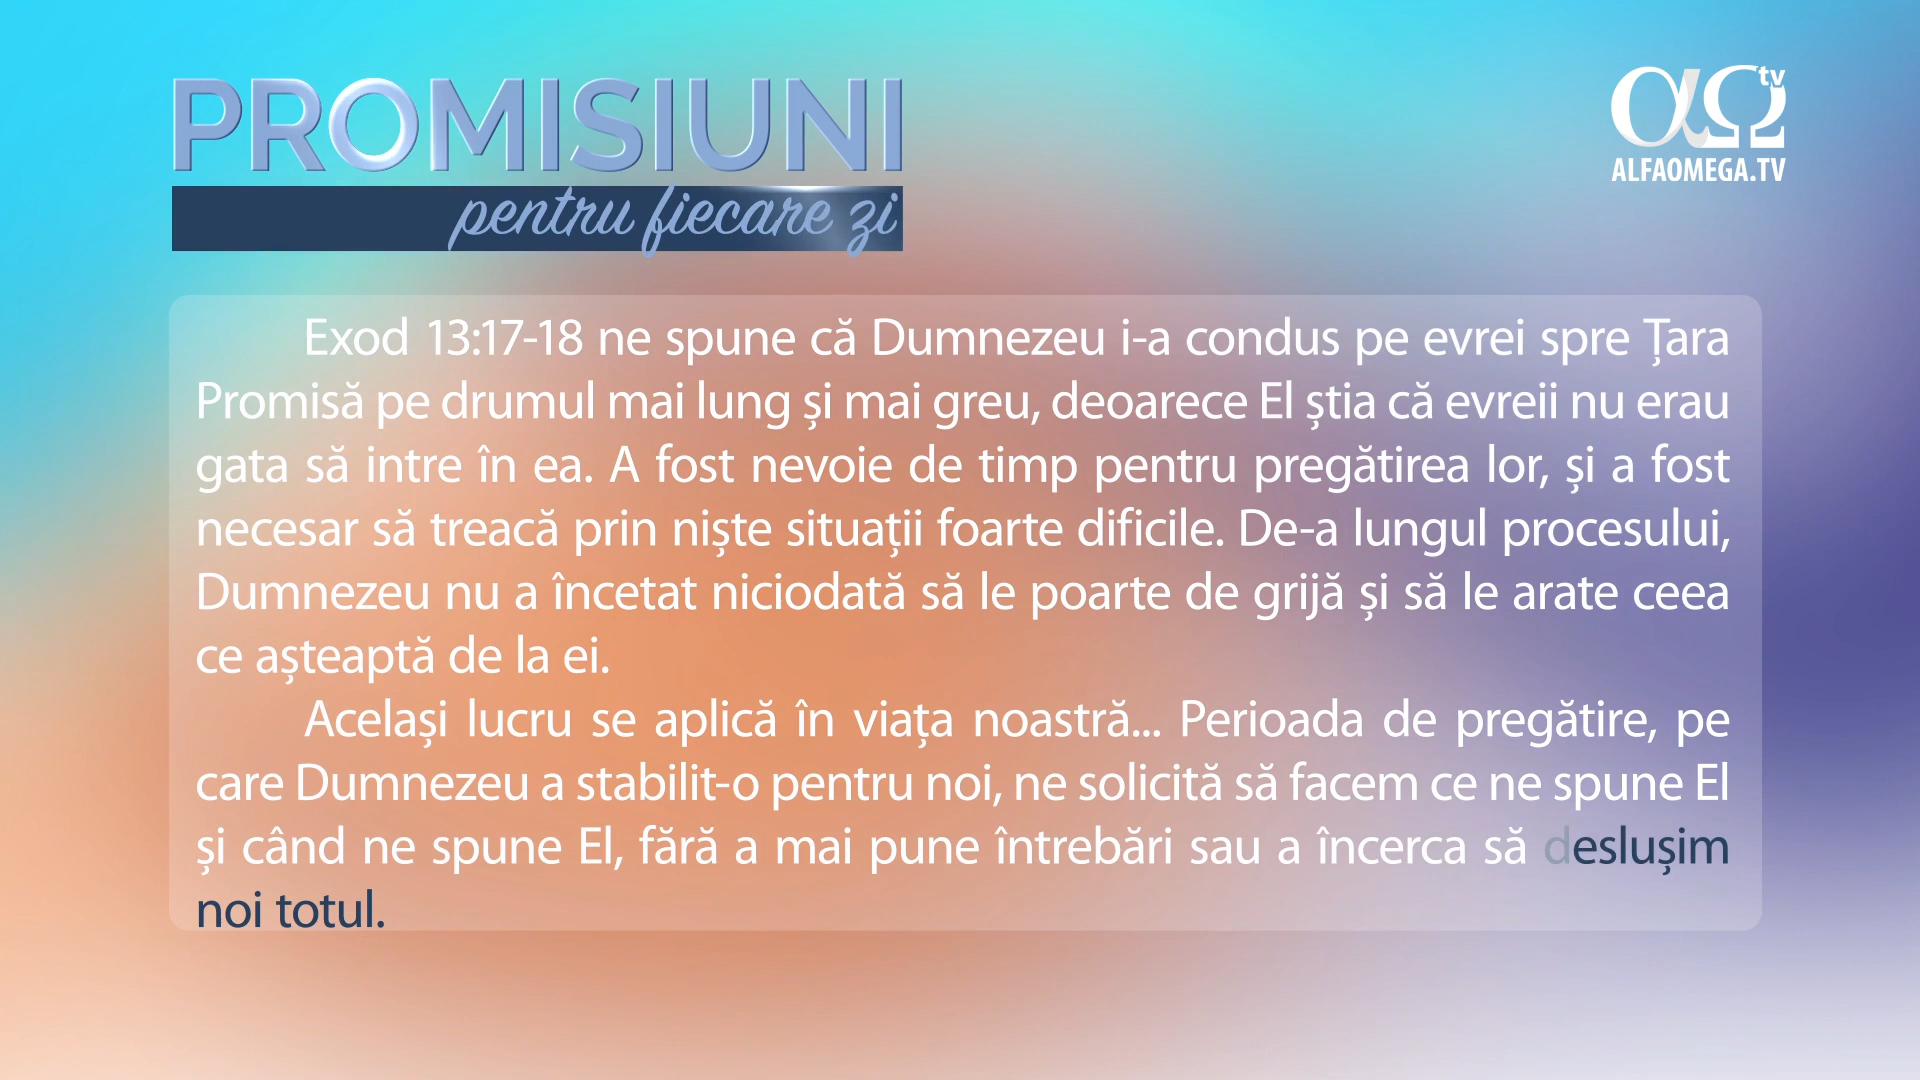 PROMISIUNI
pentru fiecare zi
αΩ tv
ALFAOMEGA.TV
Exod 13:17-18 ne spune că Dumnezeu i-a condus pe evrei spre Țara
Promisă pe drumul mai lung și mai greu, deoarece El știa că evreii nu erau
gata să intre în ea. A fost nevoie de timp pentru pregătirea lor, și a fost
necesar să treacă prin niște situații foarte dificile. De-a lungul procesului,
Dumnezeu nu a încetat niciodată să le poarte de grijă și să le arate ceea
ce așteaptă de la ei.
Același lucru se aplică în viața noastră... Perioada de pregătire, pe
care Dumnezeu a stabilit-o pentru noi, ne solicită să facem ce ne spune El
și când ne spune El, fără a mai pune întrebări sau a încerca să deslușim
noi totul.